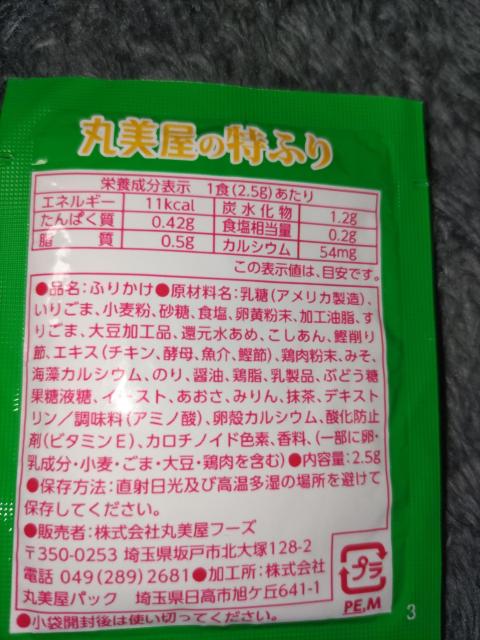 丸美屋の特ふり
栄養成分表示 1食(2.5g)あたり
エネルギー 11kcal 炭水化物 1.2g
たんぱく質 0.42g 食塩相当量 0.2g
脂質 0.5g カルシウム 54mg
この表示値は、目安です。
●品名:ふりかけ●原材料名:乳糖(アメリカ製造)、
いりごま、小麦粉、砂糖、食塩、卵黄粉末、加工油脂、す
りごま、大豆加工品、還元水あめ、こしあん、鰹削り
節、エキス(チキン、酵母、魚介、鰹節)、鶏肉粉末、みそ、
海藻カルシウム、のり、醤油、鶏脂、乳製品、ぶどう糖
果糖液糖、イースト、あおさ、みりん、抹茶、デキスト
リン/調味料(アミノ酸)、卵殻カルシウム、酸化防止
剤(ビタミンE)、カロチノイド色素、香料、(一部に卵・
乳成分・小麦・ごま・大豆・鶏肉を含む)●内容量:2.5g
●保存方法:直射日光及び高温多湿の場所を避けて
保存してください。
●販売者:株式会社丸美屋フーズ
〒350-0253 埼玉県坂戸市北大塚128-2
電話 049(289)2681●加工所:株式会社
丸美屋パック 埼玉県日高市旭ケ丘641-1
●小袋開封後は使い切ってください。
プラ
PE,M
3